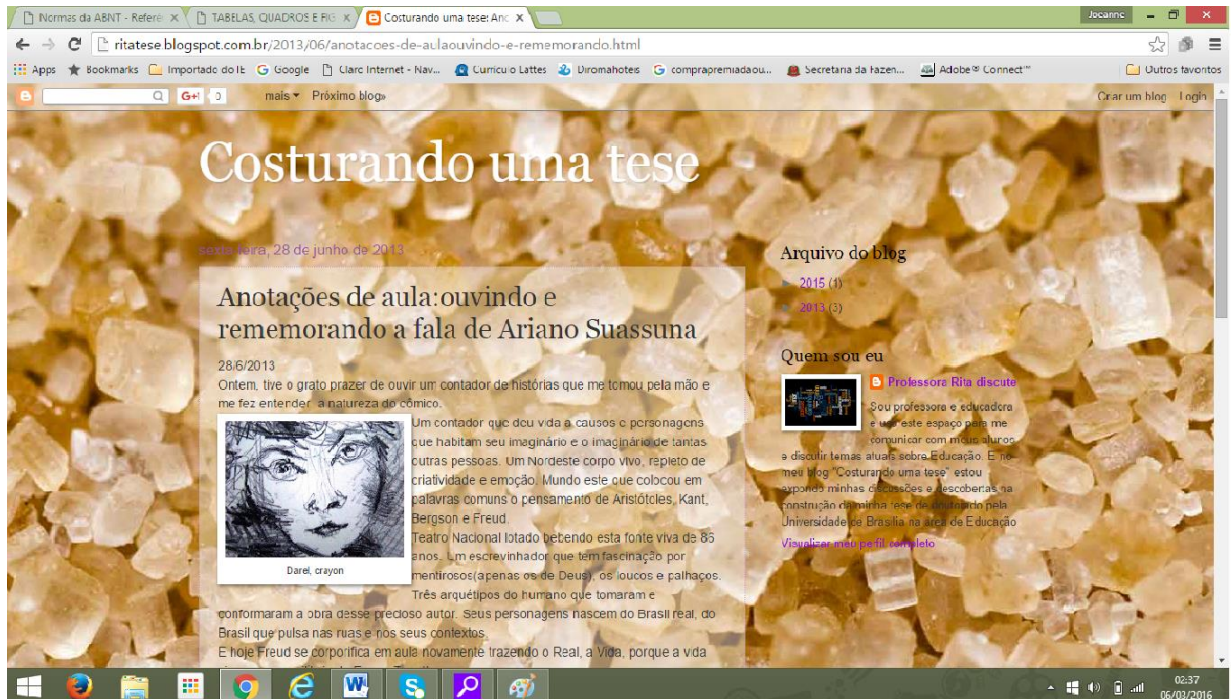 Normas da ABNT - Referê
TABELAS, QUADROS E FIG
Costurando uma tese: Ano
Jocanne
ritatese.blogspot.com.br/2013/06/anotacoes-de-aulaouvindo-e-rememorando.html
Apps
Bookmarks
Importado do IE
Google
Claro Internet - Nav...
Currículo Lattes
Diromahoteis
comprapremiadaou...
Secretaria da Fazen...
Adobe® Connect™
Outros favoritos
G+1 0
mais
Próximo blog»
Criar um blog
Login
Costurando uma tese
sexta-feira, 28 de junho de 2013
Anotações de aula:ouvindo e
rememorando a fala de Ariano Suassuna
28/6/2013
Ontem, tive o grato prazer de ouvir um contador de histórias que me tomou pela mão e
me fez entender a natureza do cômico.
Um contador que deu vida a causos e personagens
que habitam seu imaginário e o imaginário de tantas
outras pessoas. Um Nordeste corpo vivo, repleto de
criatividade e emoção. Mundo este que colocou em
palavras comuns o pensamento de Aristóteles, Kant,
Bergson e Freud.
Teatro Nacional lotado bebendo esta fonte viva de 86
anos. Um escrevinhador que tem fascinação por
mentirosos(apenas os de Deus), os loucos e palhaços.
Três arquétipos do humano que tomaram e
conformaram a obra desse precioso autor. Seus personagens nascem do Brasil real, do
Brasil que pulsa nas ruas e nos seus contextos.
E hoje Freud se corporifica em aula novamente trazendo o Real, a Vida, porque a vida
Darel, crayon
Arquivo do blog
► 2015 (1)
► 2013 (3)
Quem sou eu
Professora Rita discute
Sou professora e educadora
e uso este espaço para me
comunicar com meus alunos
e discutir temas atuais sobre Educação. E no
meu blog "Costurando uma tese" estou
expondo minhas discussões e descobertas na
construção da minha tese de doutorado pela
Universidade de Brasília na área de Educação
Visualizar meu perfil completo
02:37
06/03/2016